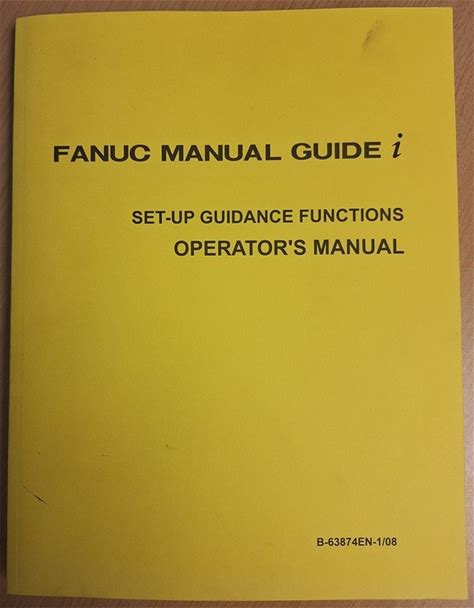 FANUC MANUAL GUIDE i
SET-UP GUIDANCE FUNCTIONS
OPERATOR'S MANUAL
B-63874EN-1/08